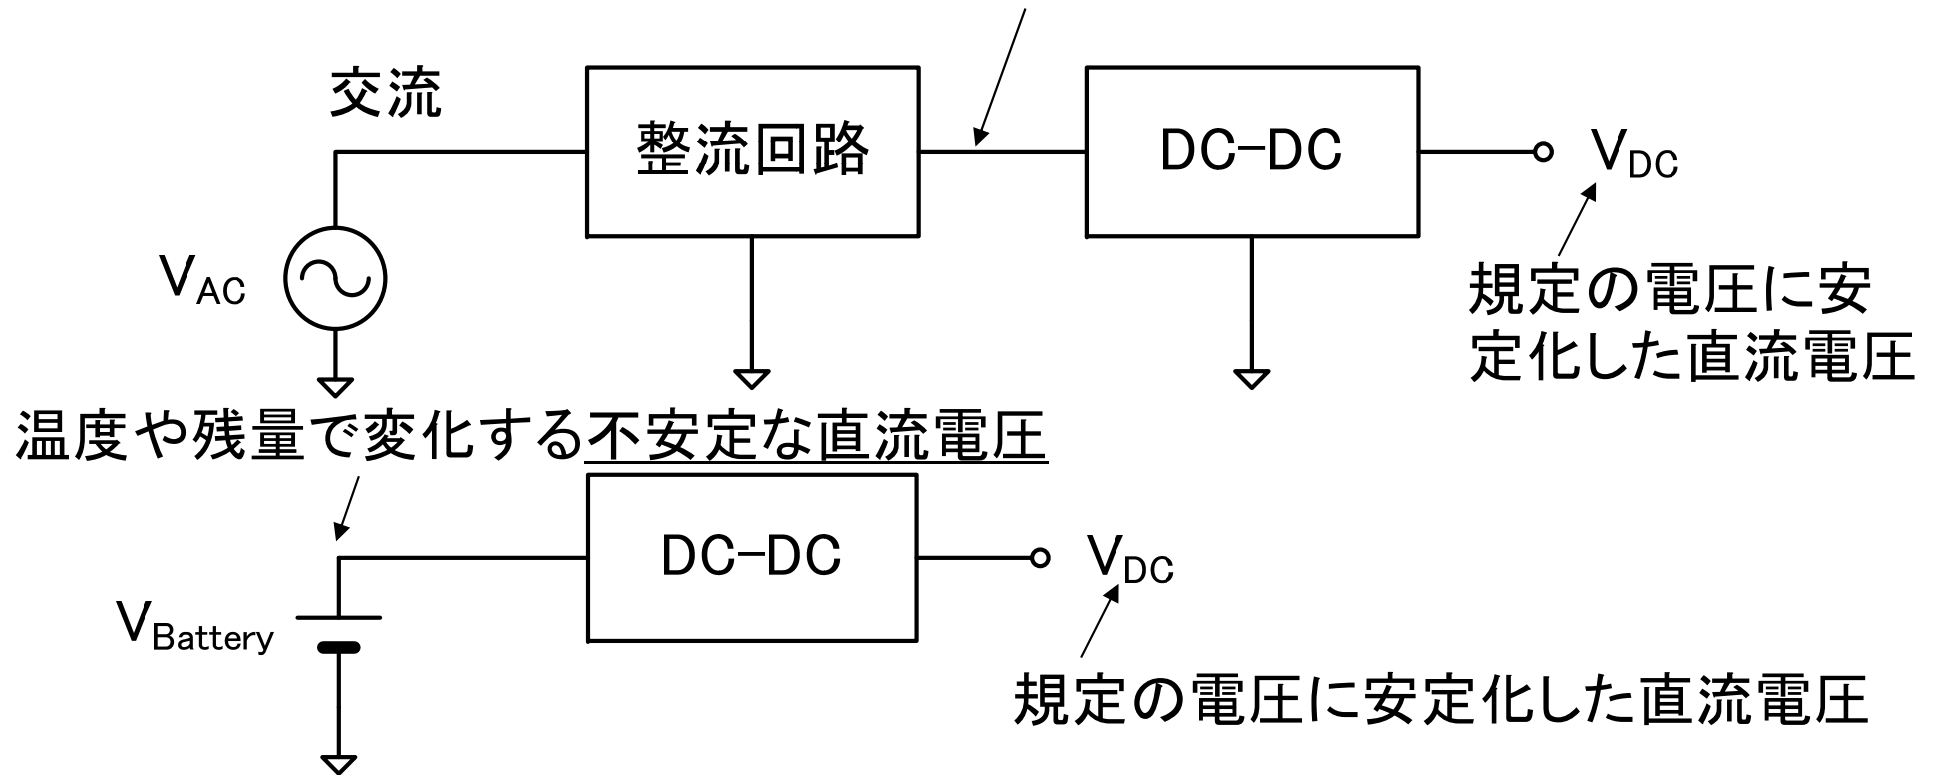 交流
整流回路
DC-DC
VDC
VAC
規定の電圧に安
定化した直流電圧
温度や残量で変化する不安定な直流電圧
DC-DC
VDC
VBattery
規定の電圧に安定化した直流電圧